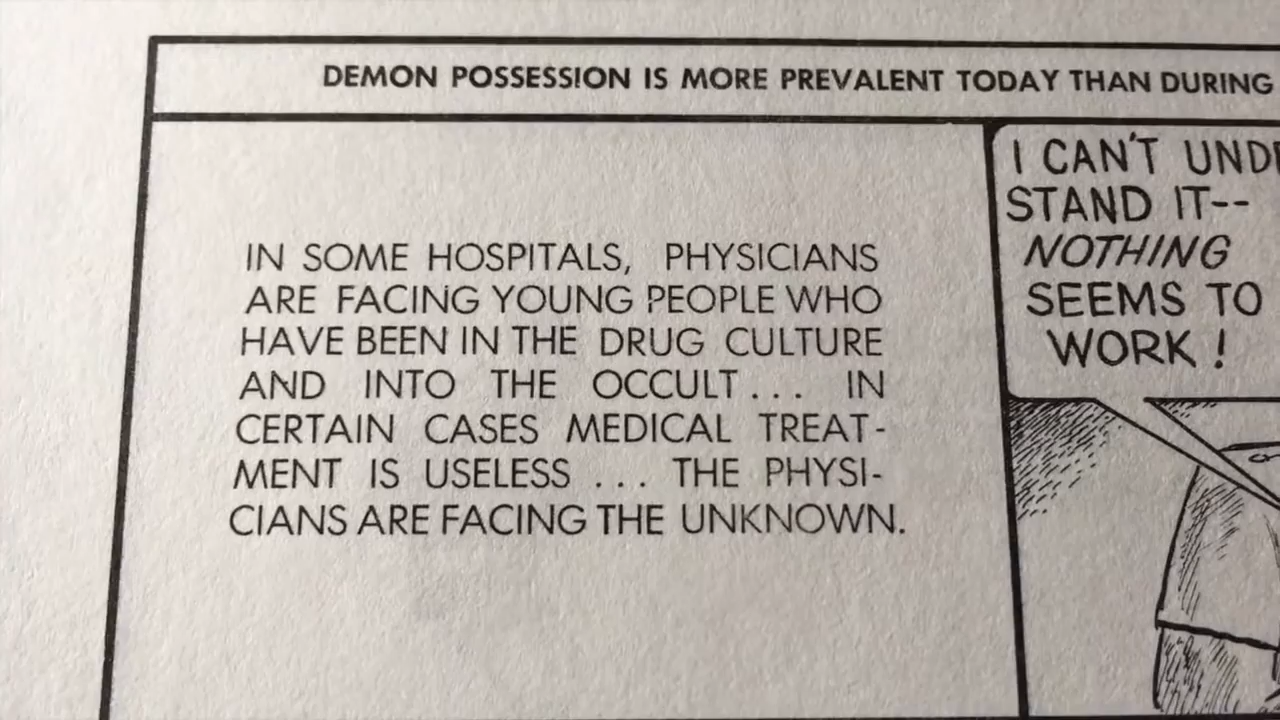 DEMON POSSESSION IS MORE PREVALENT TODAY THAN DURING
IN SOME HOSPITALS, PHYSICIANS
ARE FACING YOUNG PEOPLE WHO
HAVE BEEN IN THE DRUG CULTURE
AND INTO THE OCCULT... IN
CERTAIN CASES MEDICAL TREAT-
MENT IS USELESS ... THE PHYSI-
CIANS ARE FACING THE UNKNOWN.
I CAN'T
STAND IT--
NOTHING
SEEMS TO
WORK!